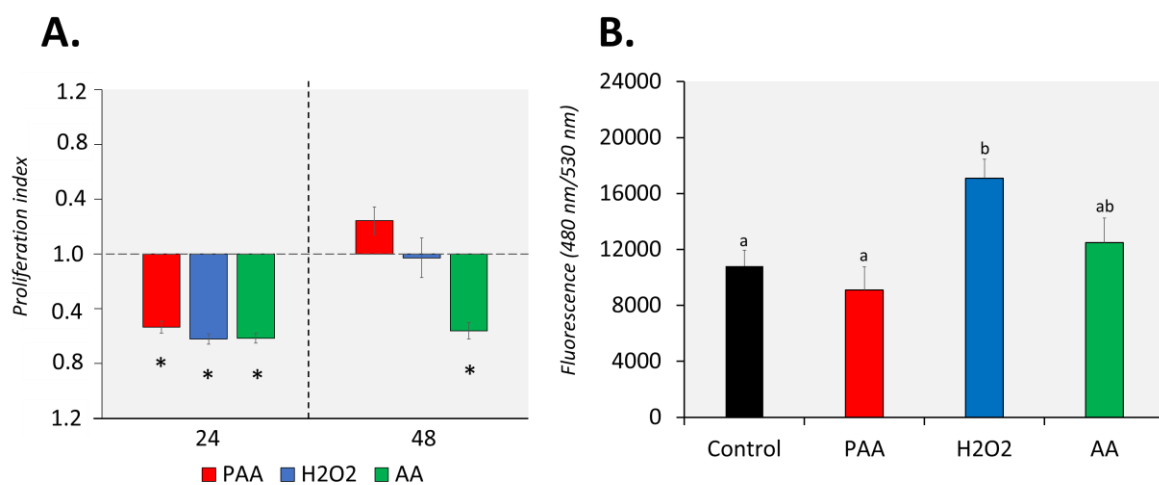 A.
Proliferation index
1.2
0.8
0.4
1.0
0.4
0.8
1.2
* * * *
24 48
PAA H2O2 AA
B.
Fluorescence (480 nm/530 nm)
24000
20000
16000
12000
8000
4000
0
a a b ab
Control PAA H2O2 AA